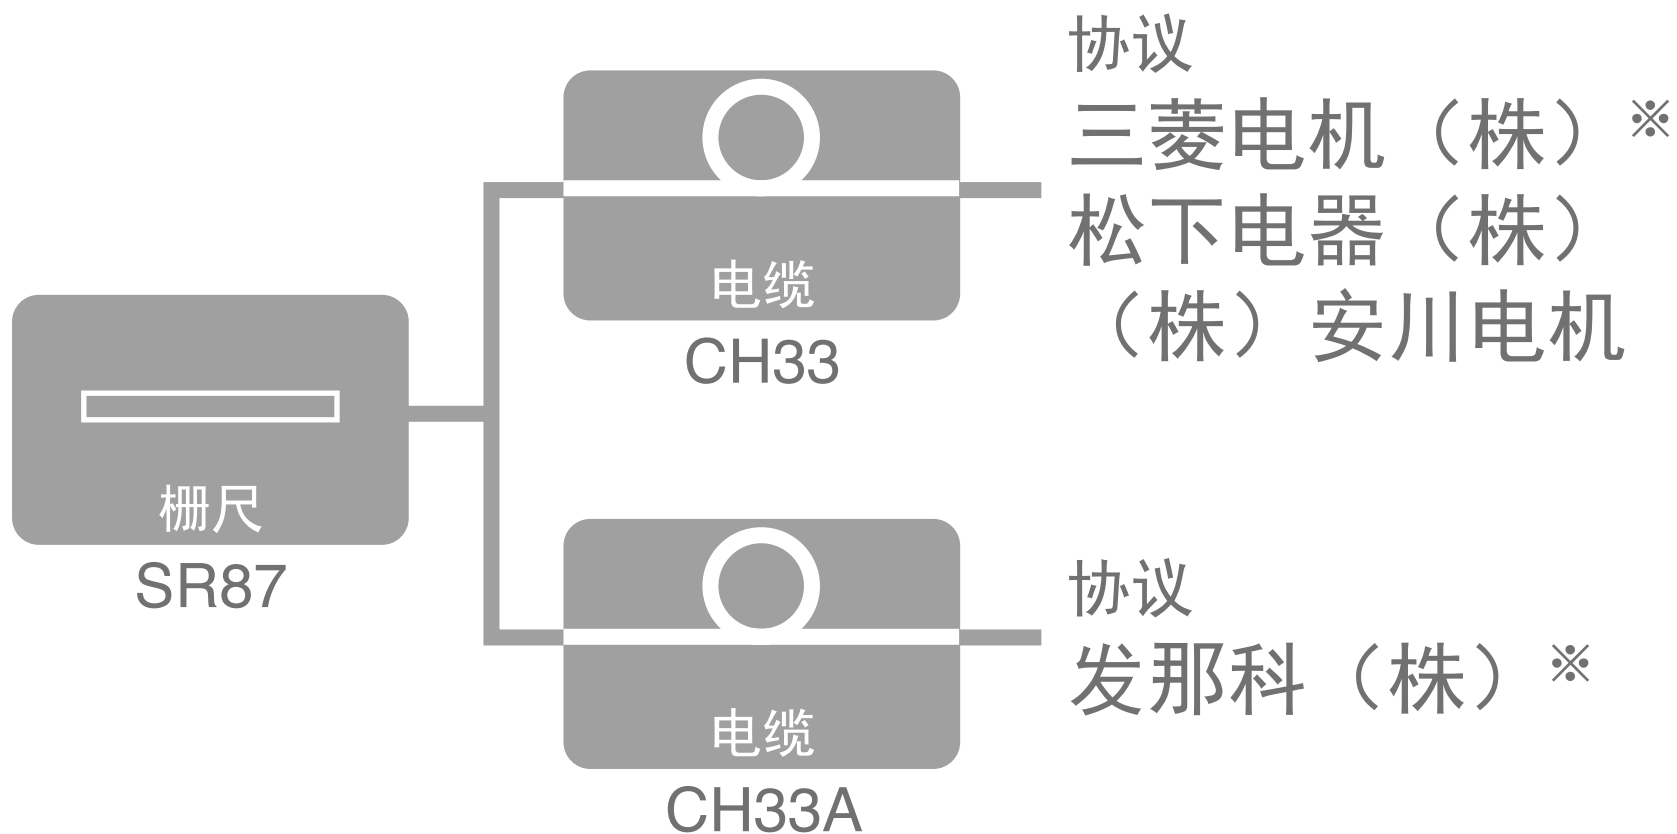 协议
三菱电机（株）※
松下电器（株）
（株）安川电机
电缆
CH33
栅尺
SR87
协议
发那科（株）※
电缆
CH33A